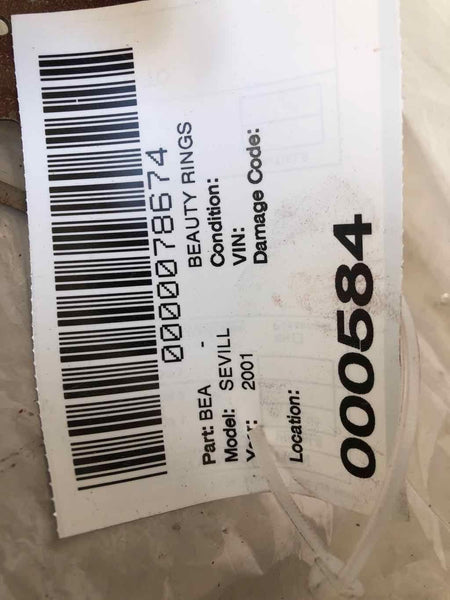 0000078674
Part: BEA - BEAUTY RINGS
Model: SEVILL Condition:
2001 VIN:
Damage Code:
Location:
000584